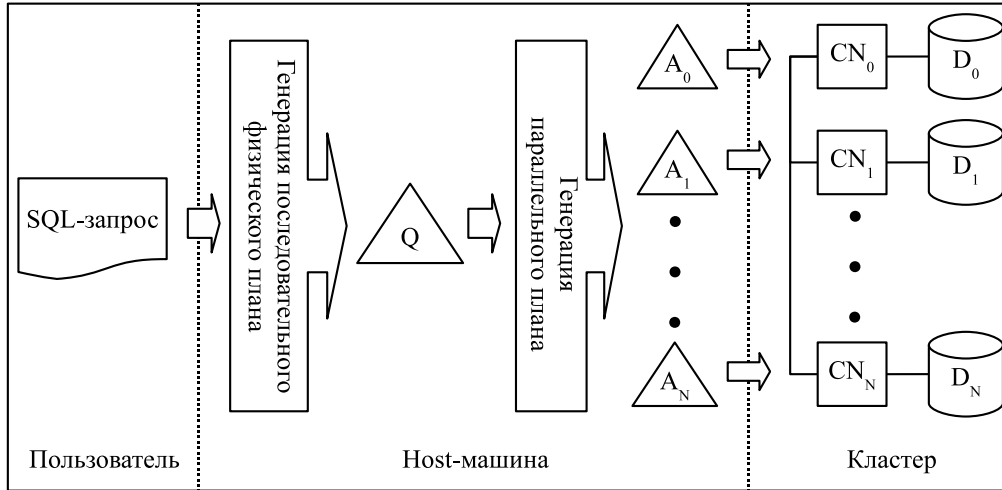 SQL-запрос
Пользователь
Генерация последовательного
физического плана
Q
Генерация
параллельного плана
A0
A1
AN
Host-машина
CN0
D0
CN1
D1
CNN
DN
Кластер